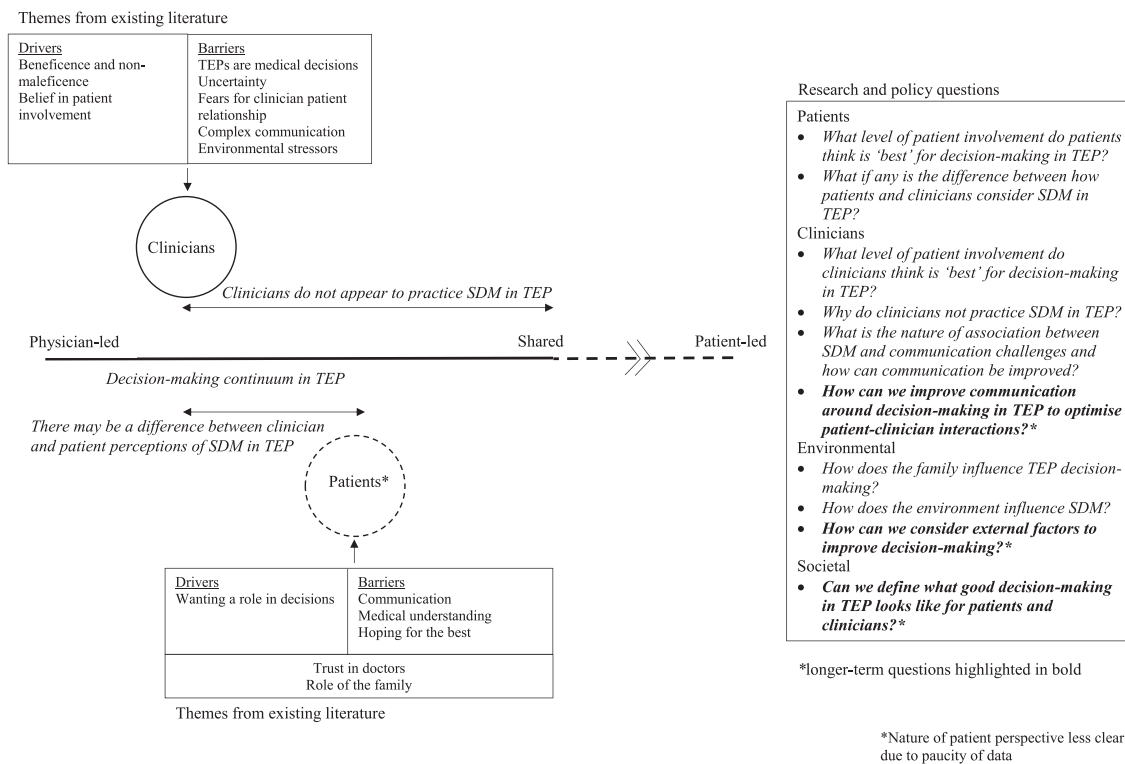 Themes from existing literature
Drivers
Beneficence and non-
maleficence
Belief in patient
involvement
Barriers
TEPs are medical decisions
Uncertainty
Fears for clinician patient
relationship
Complex communication
Environmental stressors
Clinicians
Clinicians do not appear to practice SDM in TEP
Physician-led
Shared
Patient-led
Decision-making continuum in TEP
There may be a difference between clinician
and patient perceptions of SDM in TEP
Patients*
Drivers
Wanting a role in decisions
Barriers
Communication
Medical understanding
Hoping for the best
Trust in doctors
Role of the family
Themes from existing literature
Research and policy questions
Patients
• What level of patient involvement do patients
think is ‘best’ for decision-making in TEP?
• What if any is the difference between how
patients and clinicians consider SDM in
TEP?
Clinicians
• What level of patient involvement do
clinicians think is ‘best’ for decision-making
in TEP?
• Why do clinicians not practice SDM in TEP?
• What is the nature of association between
SDM and communication challenges and
how can communication be improved?
• How can we improve communication
around decision-making in TEP to optimise
patient-clinician interactions?*
Environmental
• How does the family influence TEP decision-
making?
• How does the environment influence SDM?
• How can we consider external factors to
improve decision-making?*
Societal
• Can we define what good decision-making
in TEP looks like for patients and
clinicians?*
*longer-term questions highlighted in bold
*Nature of patient perspective less clear
due to paucity of data